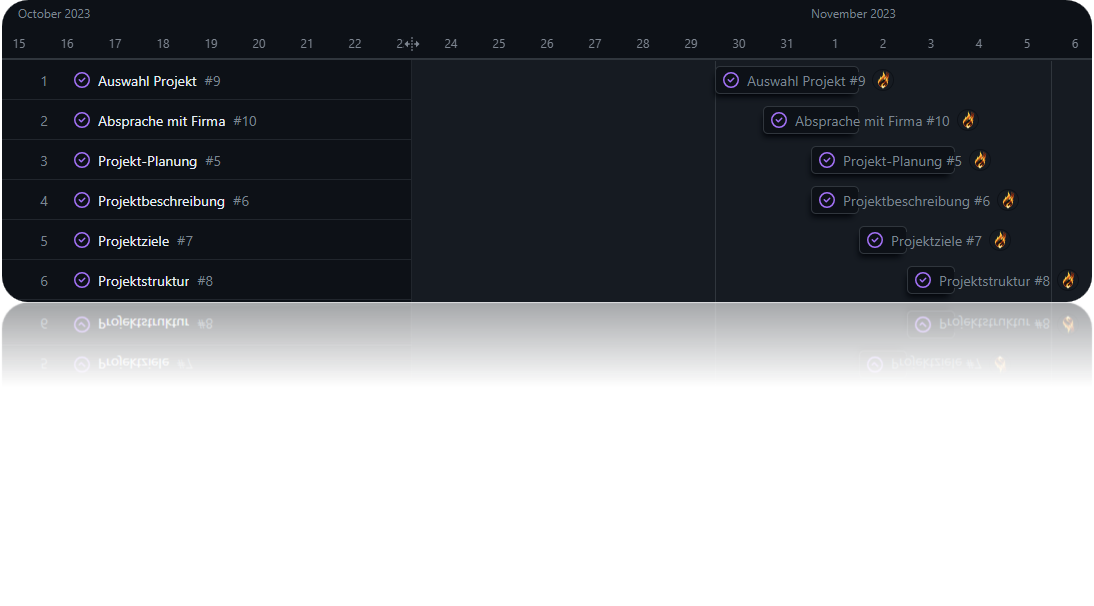 October 2023 November 2023
15 16 17 18 19 20 21 22 24 25 26 27 28 29 30 31 1 2 3 4 5 6
1 Auswahl Projekt #9 Auswahl Projekt #9
2 Absprache mit Firma #10 Absprache mit Firma #10
3 Projekt-Planung #5 Projekt-Planung #5
4 Projektbeschreibung #6 Projektbeschreibung #6
5 Projektziele #7 Projektziele #7
6 Projektstruktur #8 Projektstruktur #8